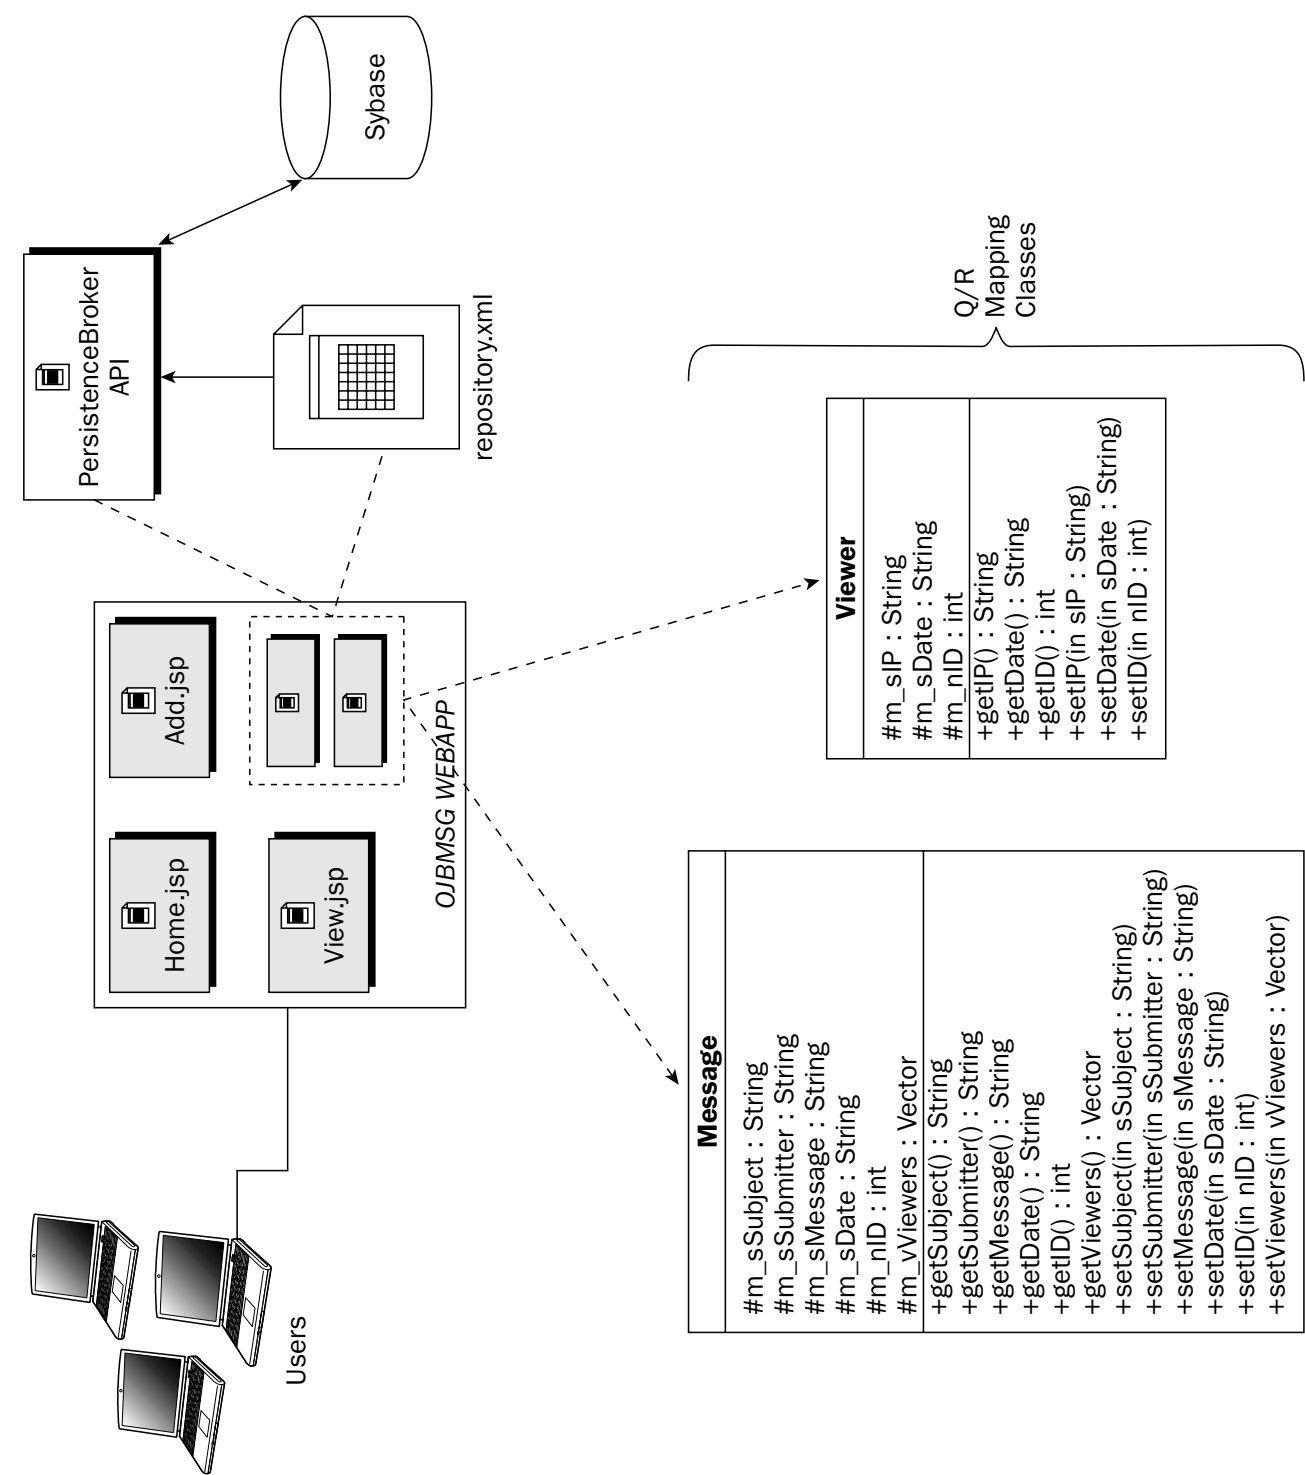 Users
Home.jsp
Add.jsp
View.jsp
OJBMSG WEBAPP
PersistenceBroker
API
repository.xml
Sybase
Message
#m_sSubject : String
#m_sSubmitter : String
#m_sMessage : String
#m_sDate : String
#m_nID : int
#m_vViewers : Vector
+getSubject() : String
+getSubmitter() : String
+getMessage() : String
+getDate() : String
+getID() : int
+getViewers() : Vector
+setSubject(in sSubject : String)
+setSubmitter(in sSubmitter : String)
+setMessage(in sMessage : String)
+setDate(in sDate : String)
+setID(in nID : int)
+setViewers(in vViewers : Vector)
Viewer
#m_sIP : String
#m_sDate : String
#m_nID : int
+getIP() : String
+getDate() : String
+getID() : int
+setIP(in sIP : String)
+setDate(in sDate : String)
+setID(in nID : int)
Q/R
Mapping
Classes